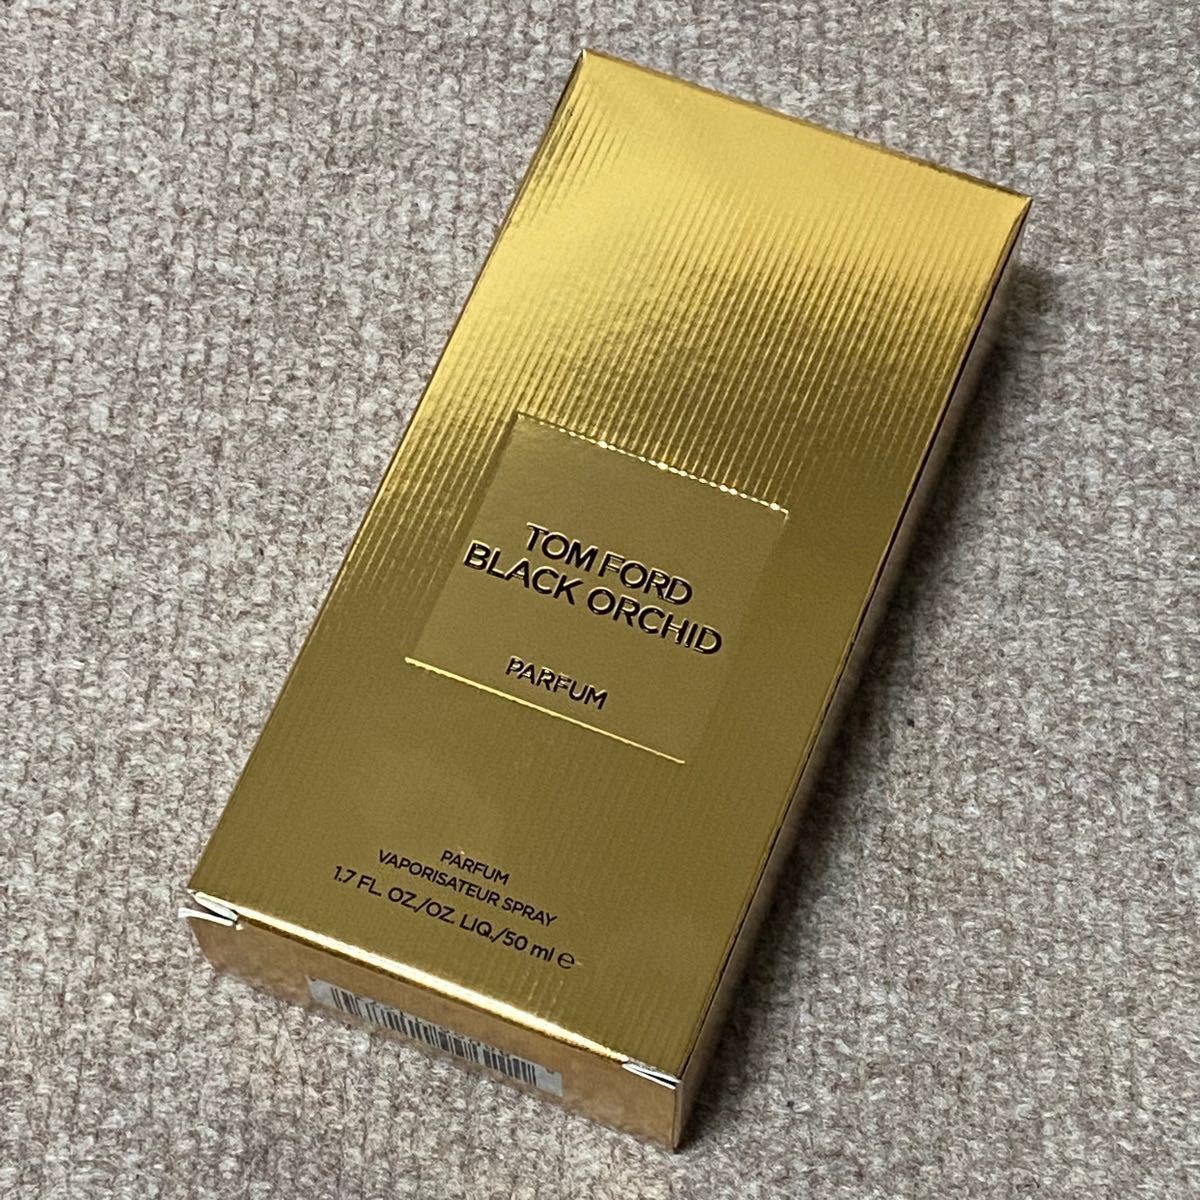 TOM FORD
BLACK ORCHID
PARFUM
PARFUM
VAPORISATEUR SPRAY
1.7 FL. OZ./OZ. LIQ./50 ml ℮